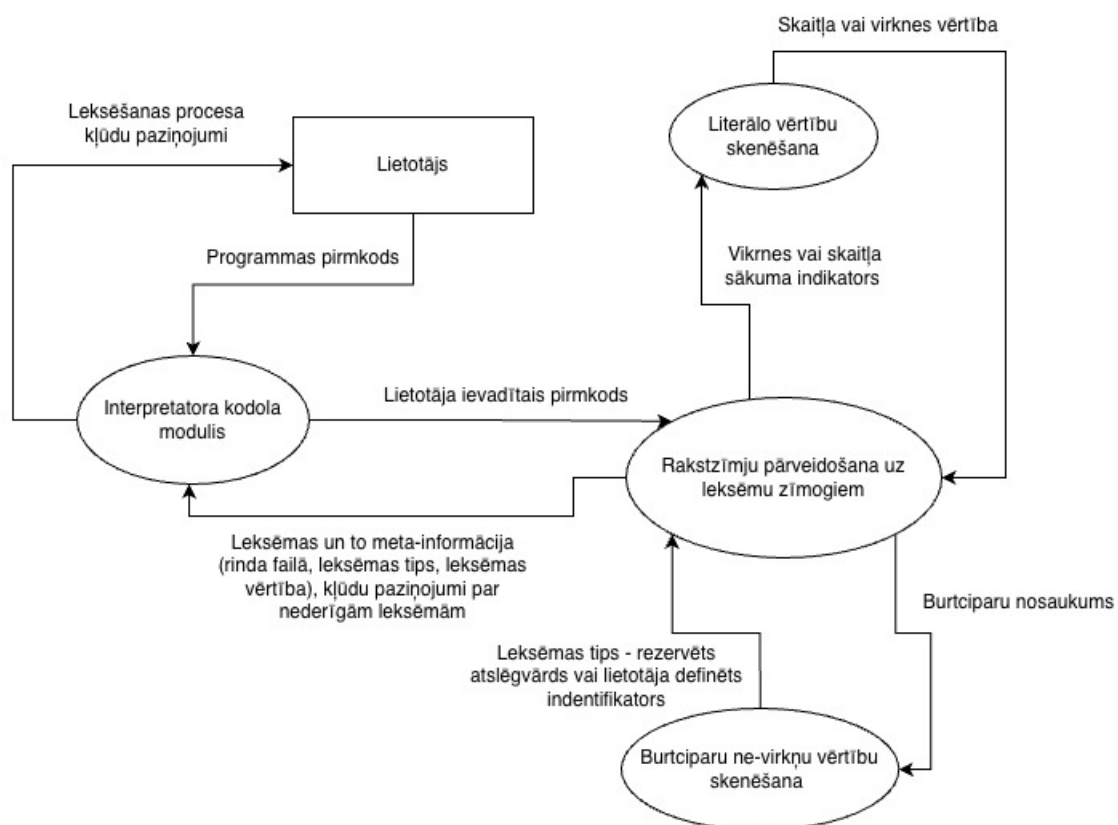 Skaitļa vai virknes vērtība
Leksēšanas procesa
kļūdu paziņojumi
Literālo vērtību
skenēšana
Lietotājs
Programmas pirmkods
Vikrnes vai skaitļa
sākuma indikators
Lietotāja ievadītais pirmkods
Interpretatora kodola
modulis
Rakstzīmju pārveidošana uz
leksēmu zīmogiem
Leksēmas un to meta-informācija
(rinda failā, leksēmas tips, leksēmas
vērtība), kļūdu paziņojumi par
nederīgām leksēmām
Burtciparu nosaukums
Leksēmas tips - rezervēts
atslēgvārds vai lietotāja definēts
indentifikators
Burtciparu ne-virkņu vērtību
skenēšana